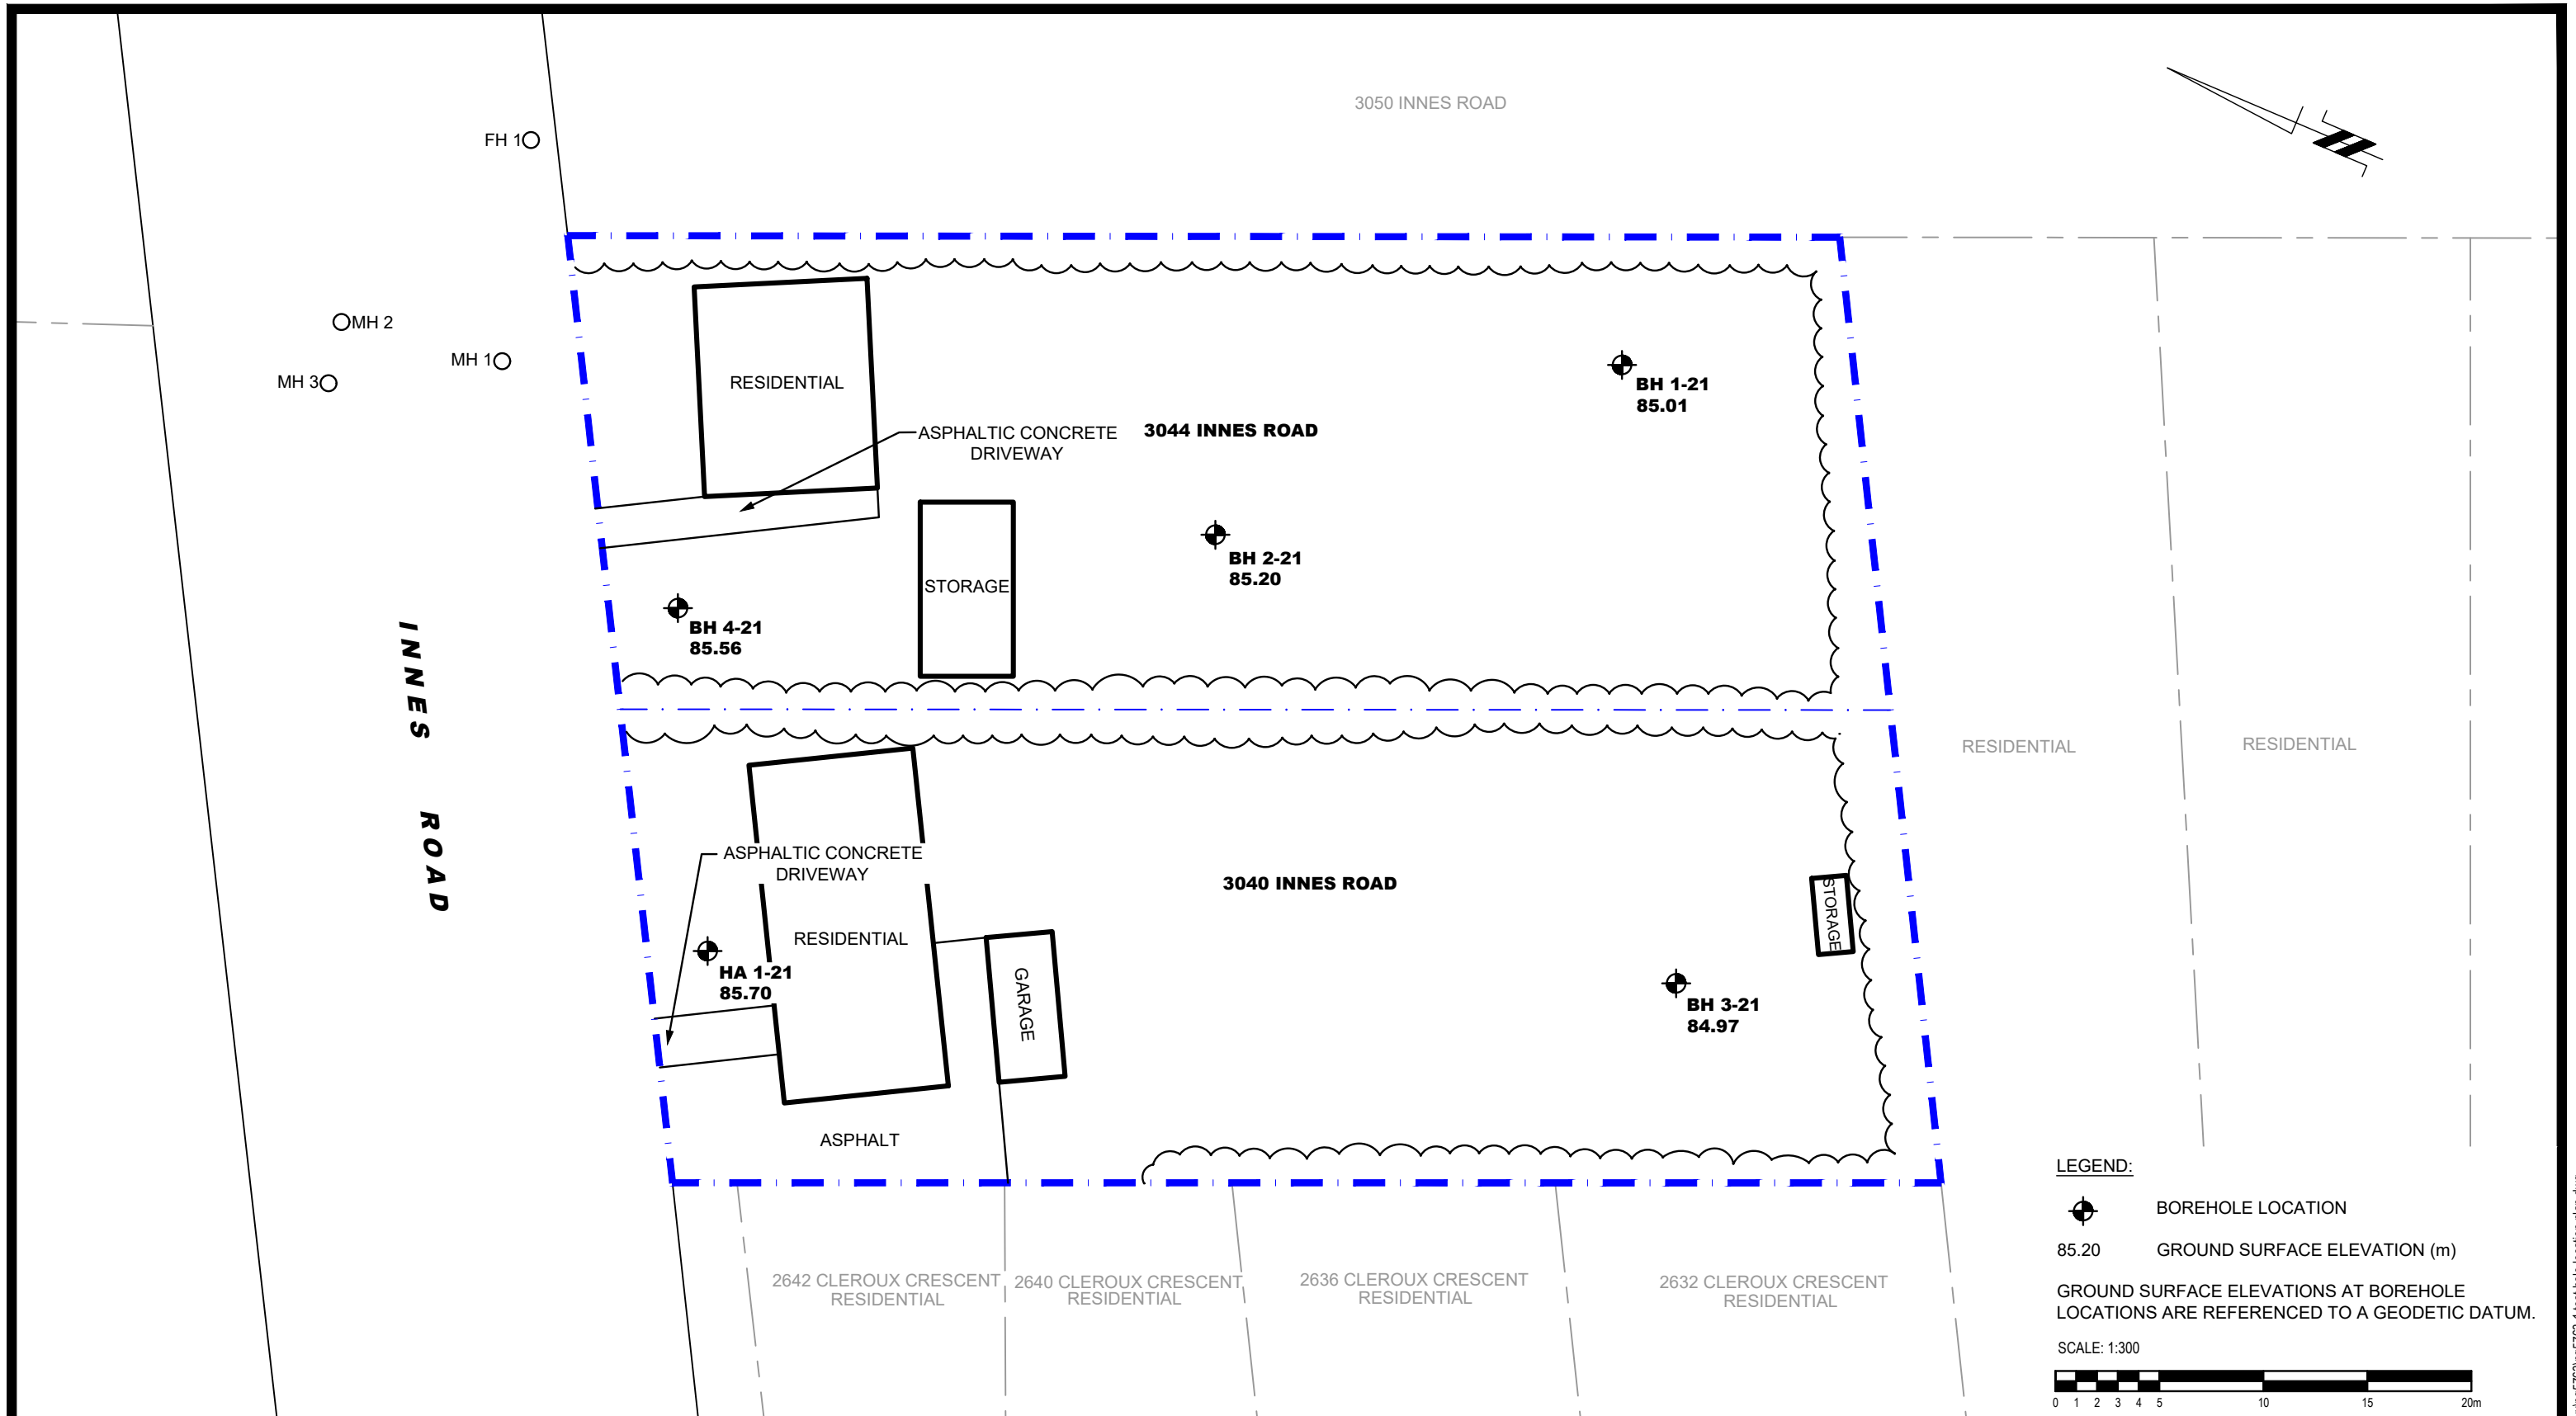 3050 INNES ROAD
FH 1
MH 2
MH 1
MH 3
RESIDENTIAL
BH 1-21
85.01
ASPHALTIC CONCRETE
DRIVEWAY
3044 INNES ROAD
BH 2-21
85.20
STORAGE
BH 4-21
85.56
INNES ROAD
RESIDENTIAL
RESIDENTIAL
ASPHALTIC CONCRETE
DRIVEWAY
3040 INNES ROAD
STORAGE
RESIDENTIAL
HA 1-21
85.70
GARAGE
BH 3-21
84.97
ASPHALT
2642 CLEROUX CRESCENT
RESIDENTIAL
2640 CLEROUX CRESCENT
RESIDENTIAL
2636 CLEROUX CRESCENT
RESIDENTIAL
2632 CLEROUX CRESCENT
RESIDENTIAL
LEGEND:
BOREHOLE LOCATION
85.20 GROUND SURFACE ELEVATION (m)
GROUND SURFACE ELEVATIONS AT BOREHOLE
LOCATIONS ARE REFERENCED TO A GEODETIC DATUM.
SCALE: 1:300
0 1 2 3 4 5 10 15 20m